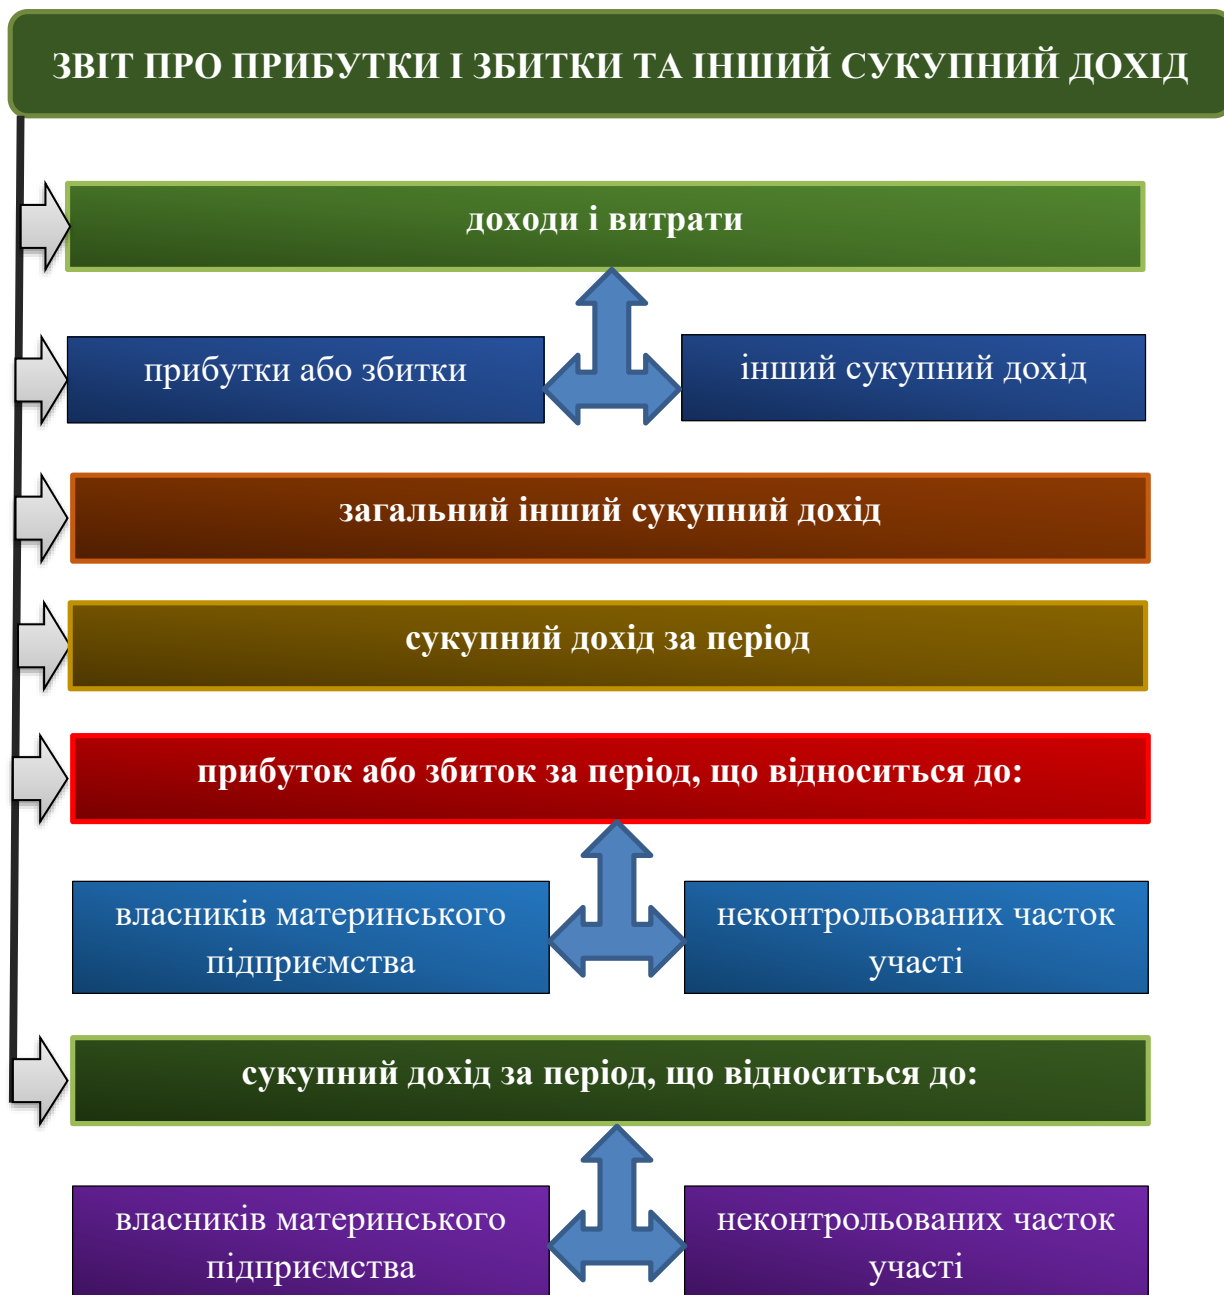 ЗВІТ ПРО ПРИБУТКИ І ЗБИТКИ ТА ІНШИЙ СУКУПНИЙ ДОХІД
доходи і витрати
прибутки або збитки
інший сукупний дохід
загальний інший сукупний дохід
сукупний дохід за період
прибуток або збиток за період, що відноситься до:
власників материнського
підприємства
неконтрольованих часток
участі
сукупний дохід за період, що відноситься до:
власників материнського
підприємства
неконтрольованих часток
участі